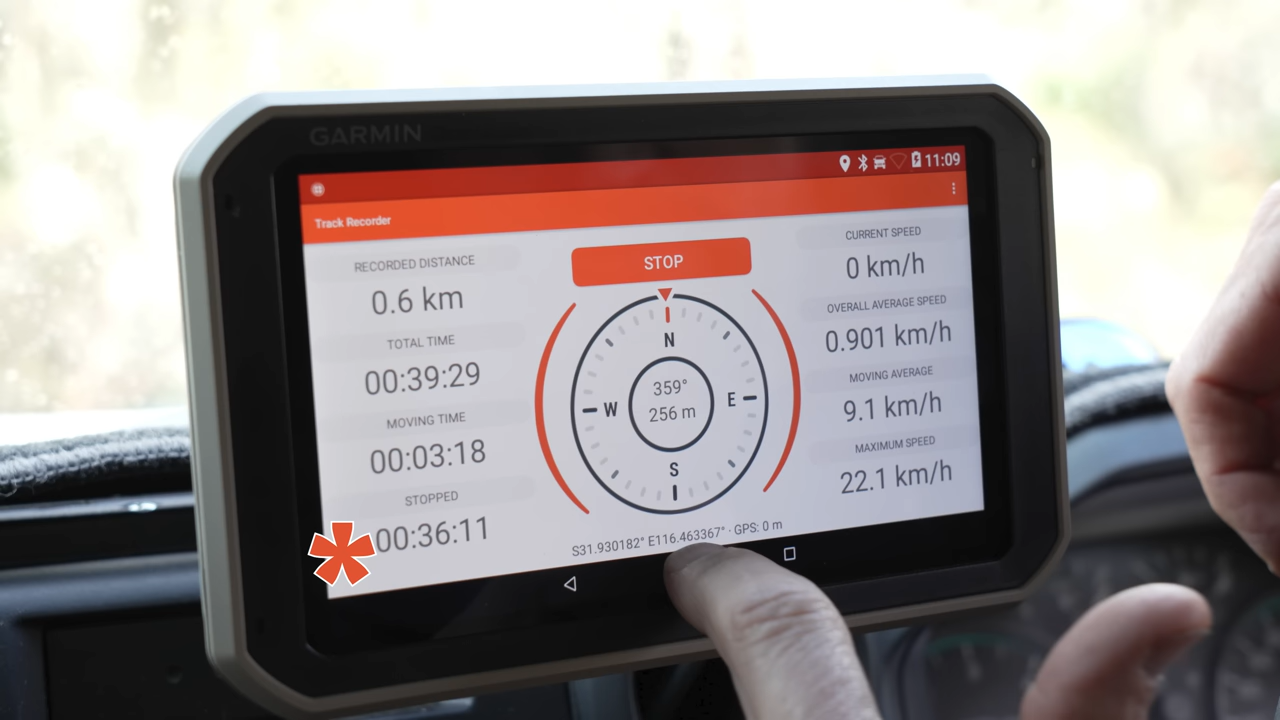 GARMIN
11:09
Track Recorder
RECORDED DISTANCE
0.6 km
TOTAL TIME
00:39:29
MOVING TIME
00:03:18
STOPPED
00:36:11
STOP
N
W
E
S
359°
256 m
S31.930182° E116.463367° · GPS: 0 m
CURRENT SPEED
0 km/h
OVERALL AVERAGE SPEED
0.901 km/h
MOVING AVERAGE
9.1 km/h
MAXIMUM SPEED
22.1 km/h